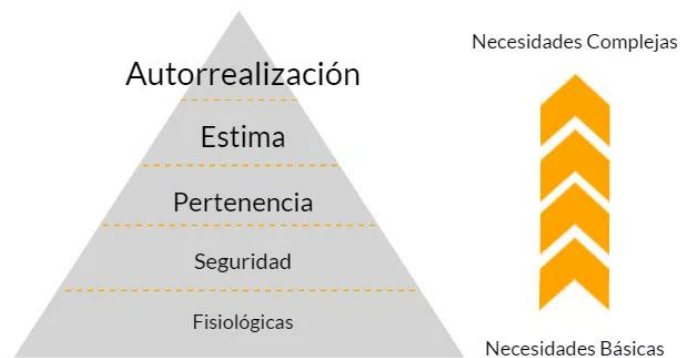 Necesidades Complejas
Autorrealización
Estima
Pertenencia
Seguridad
Fisiológicas
Necesidades Básicas